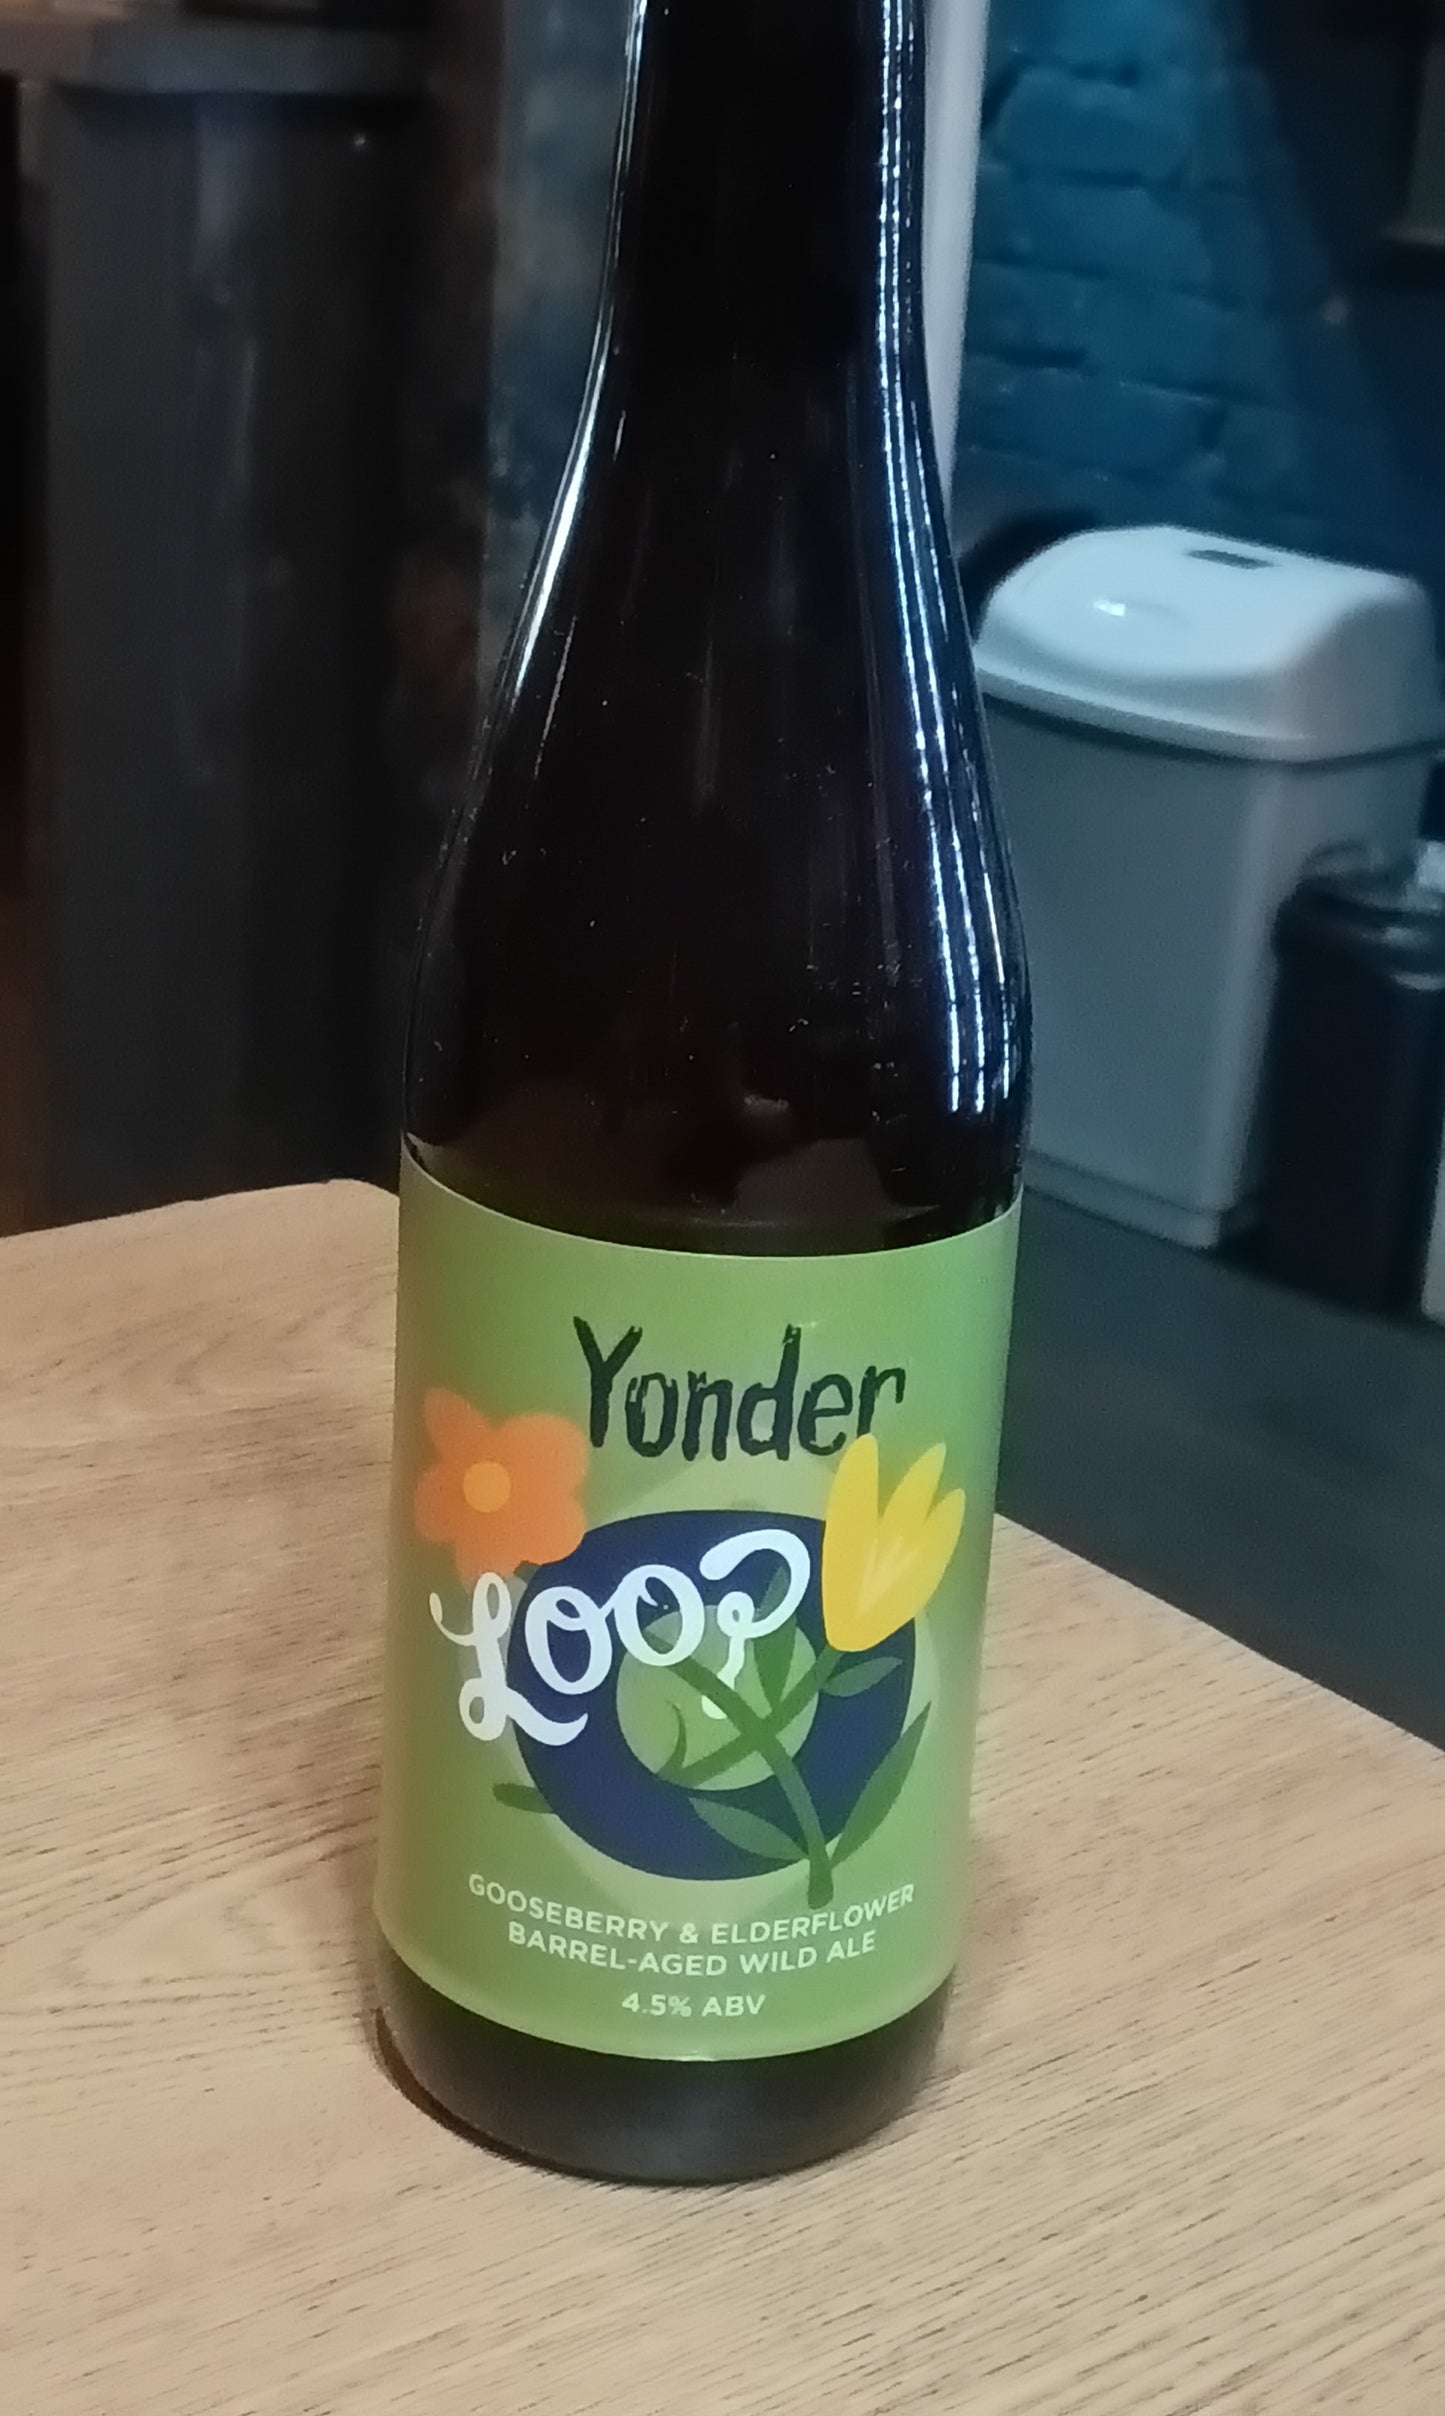 Yonder
LOOP
GOOSEBERRY & ELDERFLOWER
BARREL-AGED WILD ALE
4.5% ABV